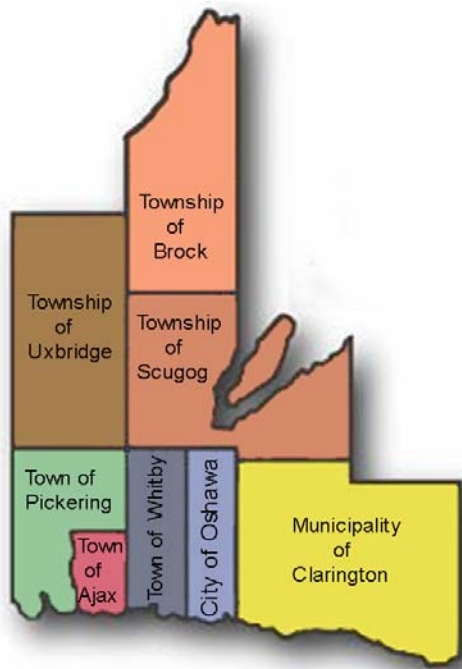 Township
of
Brock
Township
of
Uxbridge
Township
of
Scugog
Town of
Pickering
Town
of
Ajax
Town of Whitby
City of Oshawa
Municipality
of
Clarington